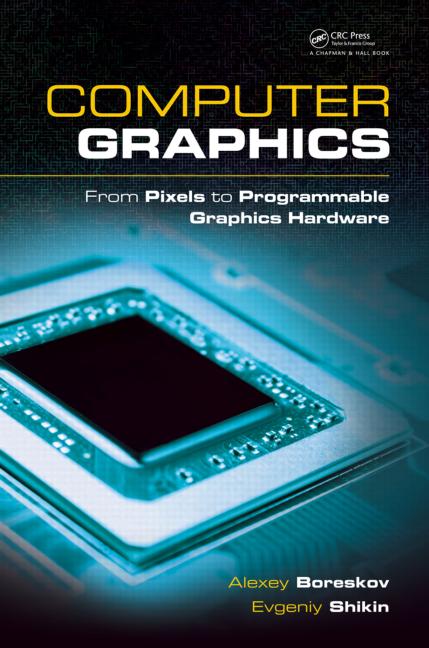 CRC
CRC Press
Taylor & Francis Group
A CHAPMAN & HALL BOOK
COMPUTER
GRAPHICS
From Pixels to Programmable
Graphics Hardware
Alexey Boreskov
Evgeniy Shikin